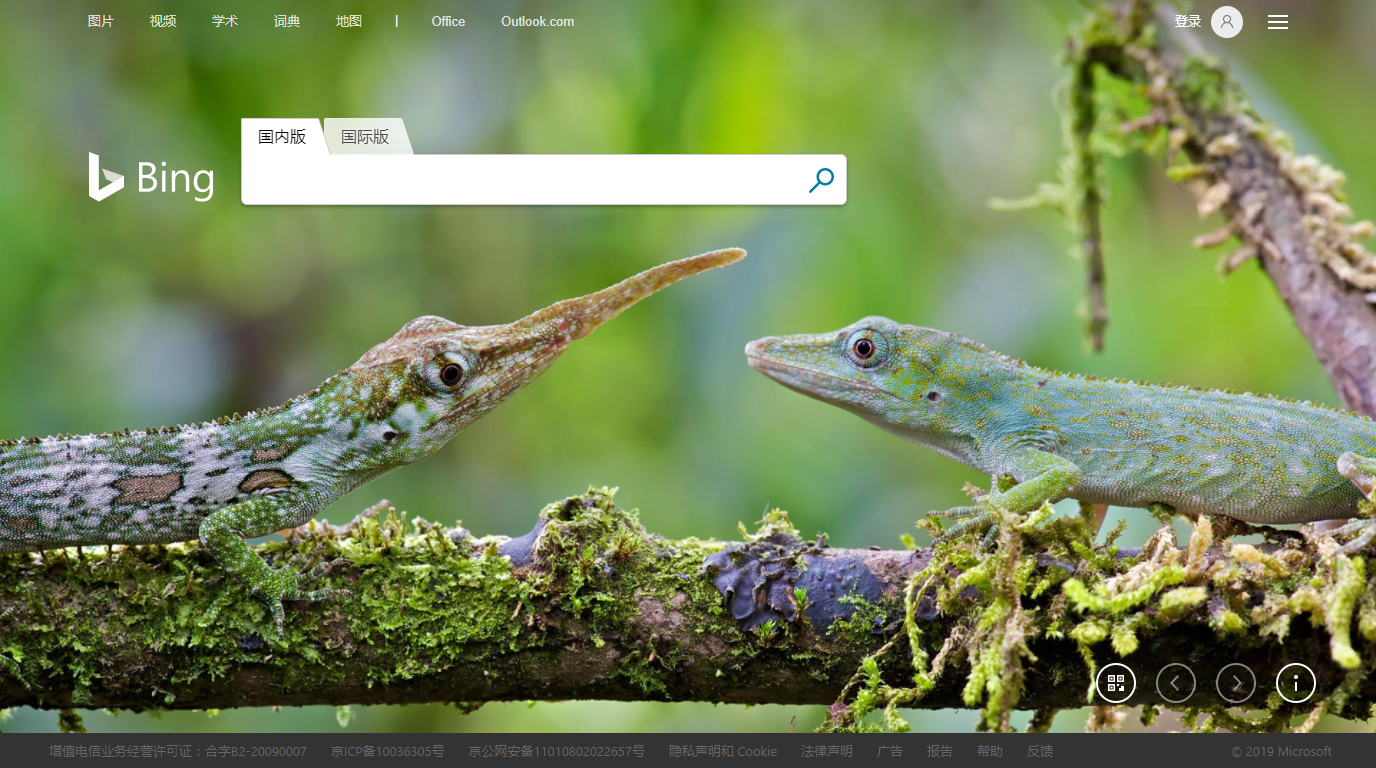 图片 视频 学术 词典 地图 | Office Outlook.com 登录
国内版 国际版
Bing
增值电信业务经营许可证：合字B2-20090007 京ICP备10036305号 京公网安备11010802022657号 隐私声明和 Cookie 法律声明 广告 报告 帮助 反馈 © 2019 Microsoft